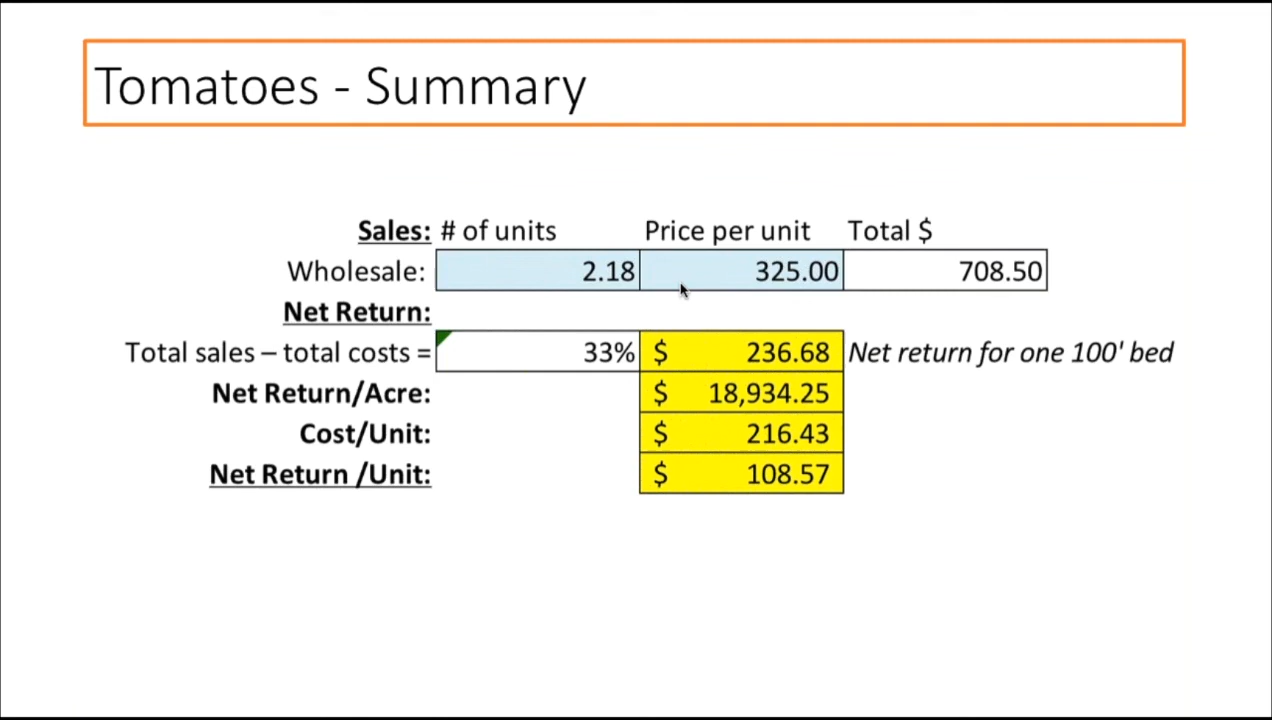 Tomatoes - Summary
Sales: # of units Price per unit Total $
Wholesale: 2.18 325.00 708.50
Net Return:
Total sales – total costs = 33% $ 236.68 Net return for one 100' bed
Net Return/Acre: $ 18,934.25
Cost/Unit: $ 216.43
Net Return /Unit: $ 108.57